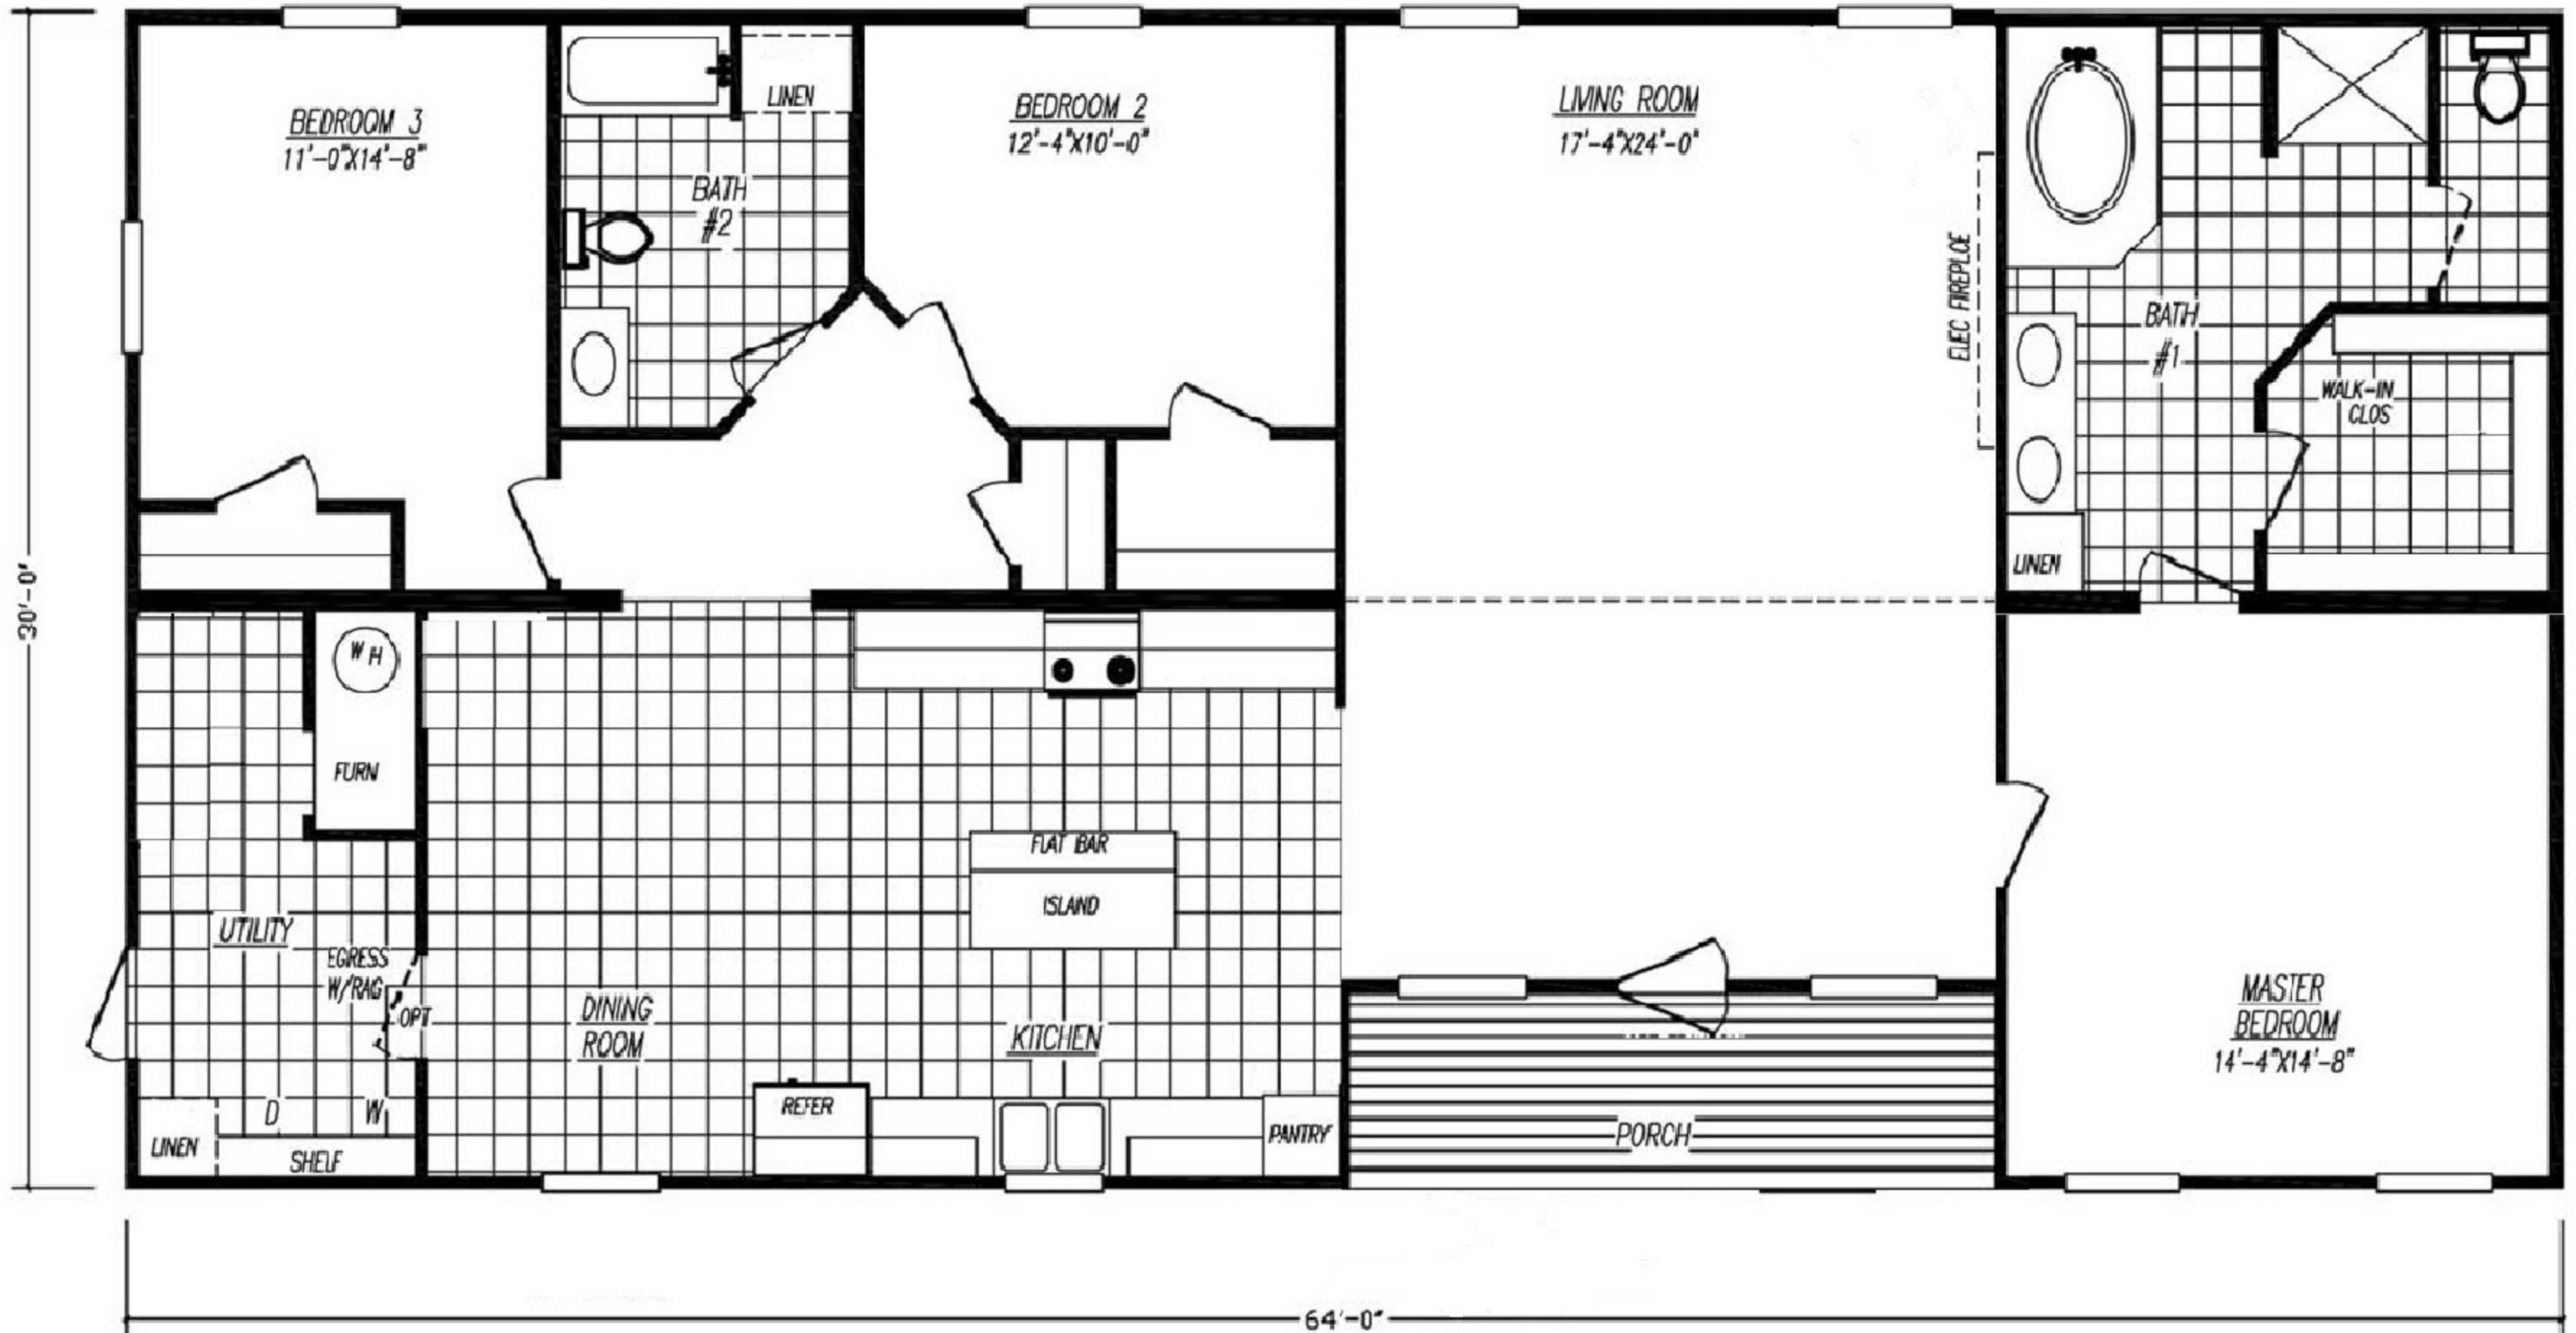 BEDROOM 3
11'-0"X14'-8"
LINEN
BATH
#2
BEDROOM 2
12'-4"X10'-0"
LIVING ROOM
17'-4"X24'-0"
ELEC FIREPLCE
BATH
#1
WALK-IN
CLOS
LINEN
30'-0"
W H
FURN
UTILITY
EGRESS
W/RAG
OPT
D
W
LINEN
SHELF
DINING
ROOM
FLAT BAR
ISLAND
KITCHEN
REFER
PANTRY
PORCH
MASTER
BEDROOM
14'-4"X14'-8"
64'-0"